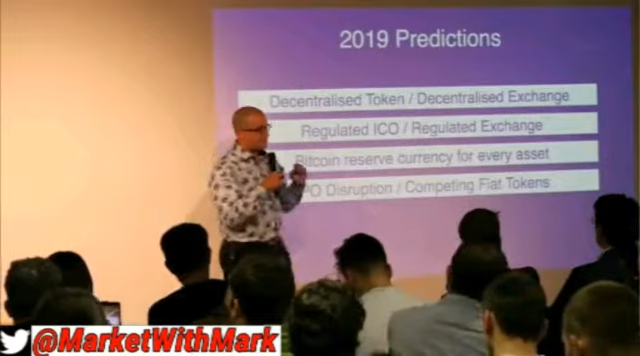 2019 Predictions
Decentralised Token / Decentralised Exchange
Regulated ICO / Regulated Exchange
Bitcoin reserve currency for every asset
PO Disruption / Competing Fiat Tokens
@MarketWithMark